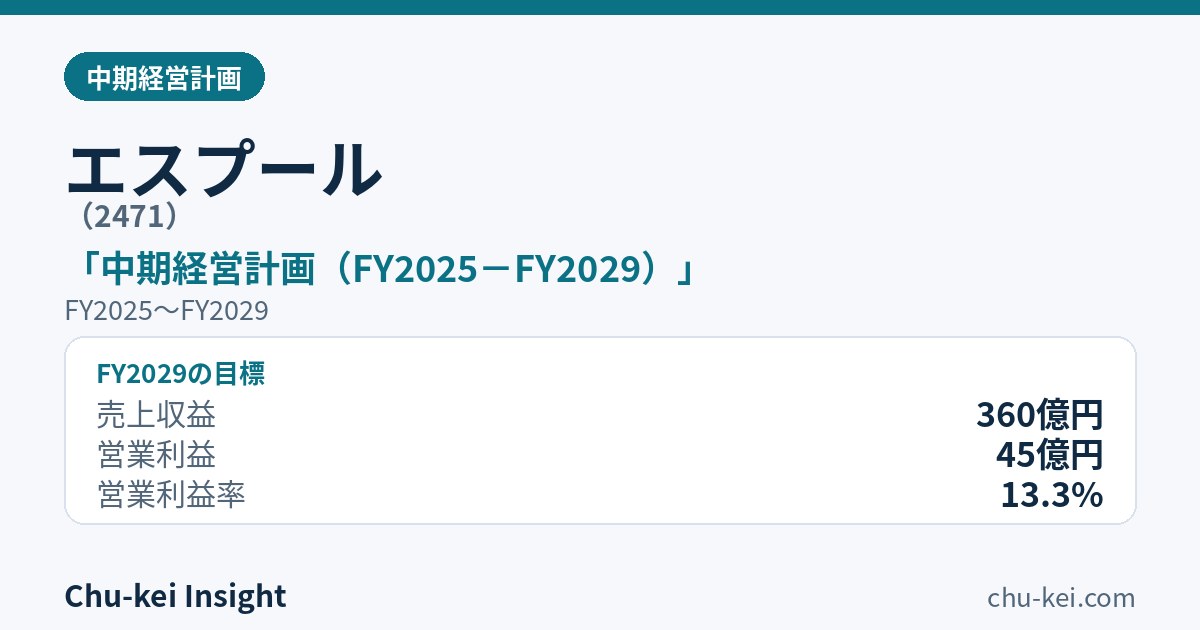 中期経営計画
エスプール
（2471）
「中期経営計画（FY2025－FY2029）」
FY2025～FY2029
FY2029の目標
売上収益 360億円
営業利益 45億円
営業利益率 13.3%
Chu-kei Insight chu-kei.com